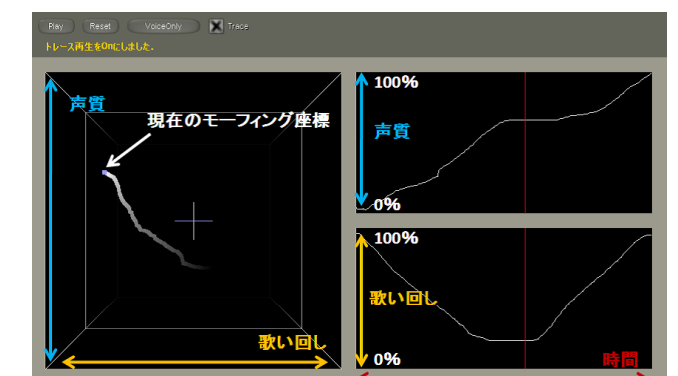 Play Reset VoiceOnly Trace
トレース再生をOnにしました。
声質
現在のモーフィング座標
歌い回し
100%
声質
0%
100%
歌い回し
0%
時間